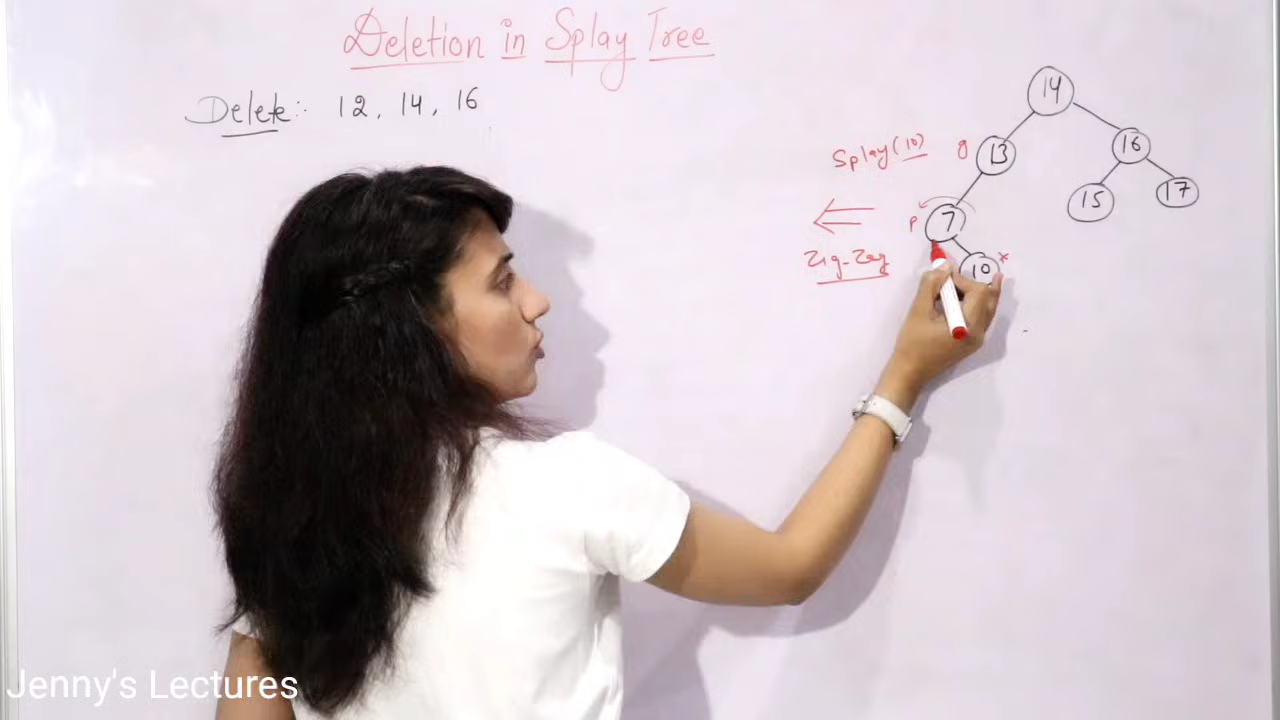 Deletion in Splay Tree
Delete:- 12, 14, 16
14
Splay(10) g 13 16
15 17
P 7
Zig-Zag 10 x
Jenny's Lectures